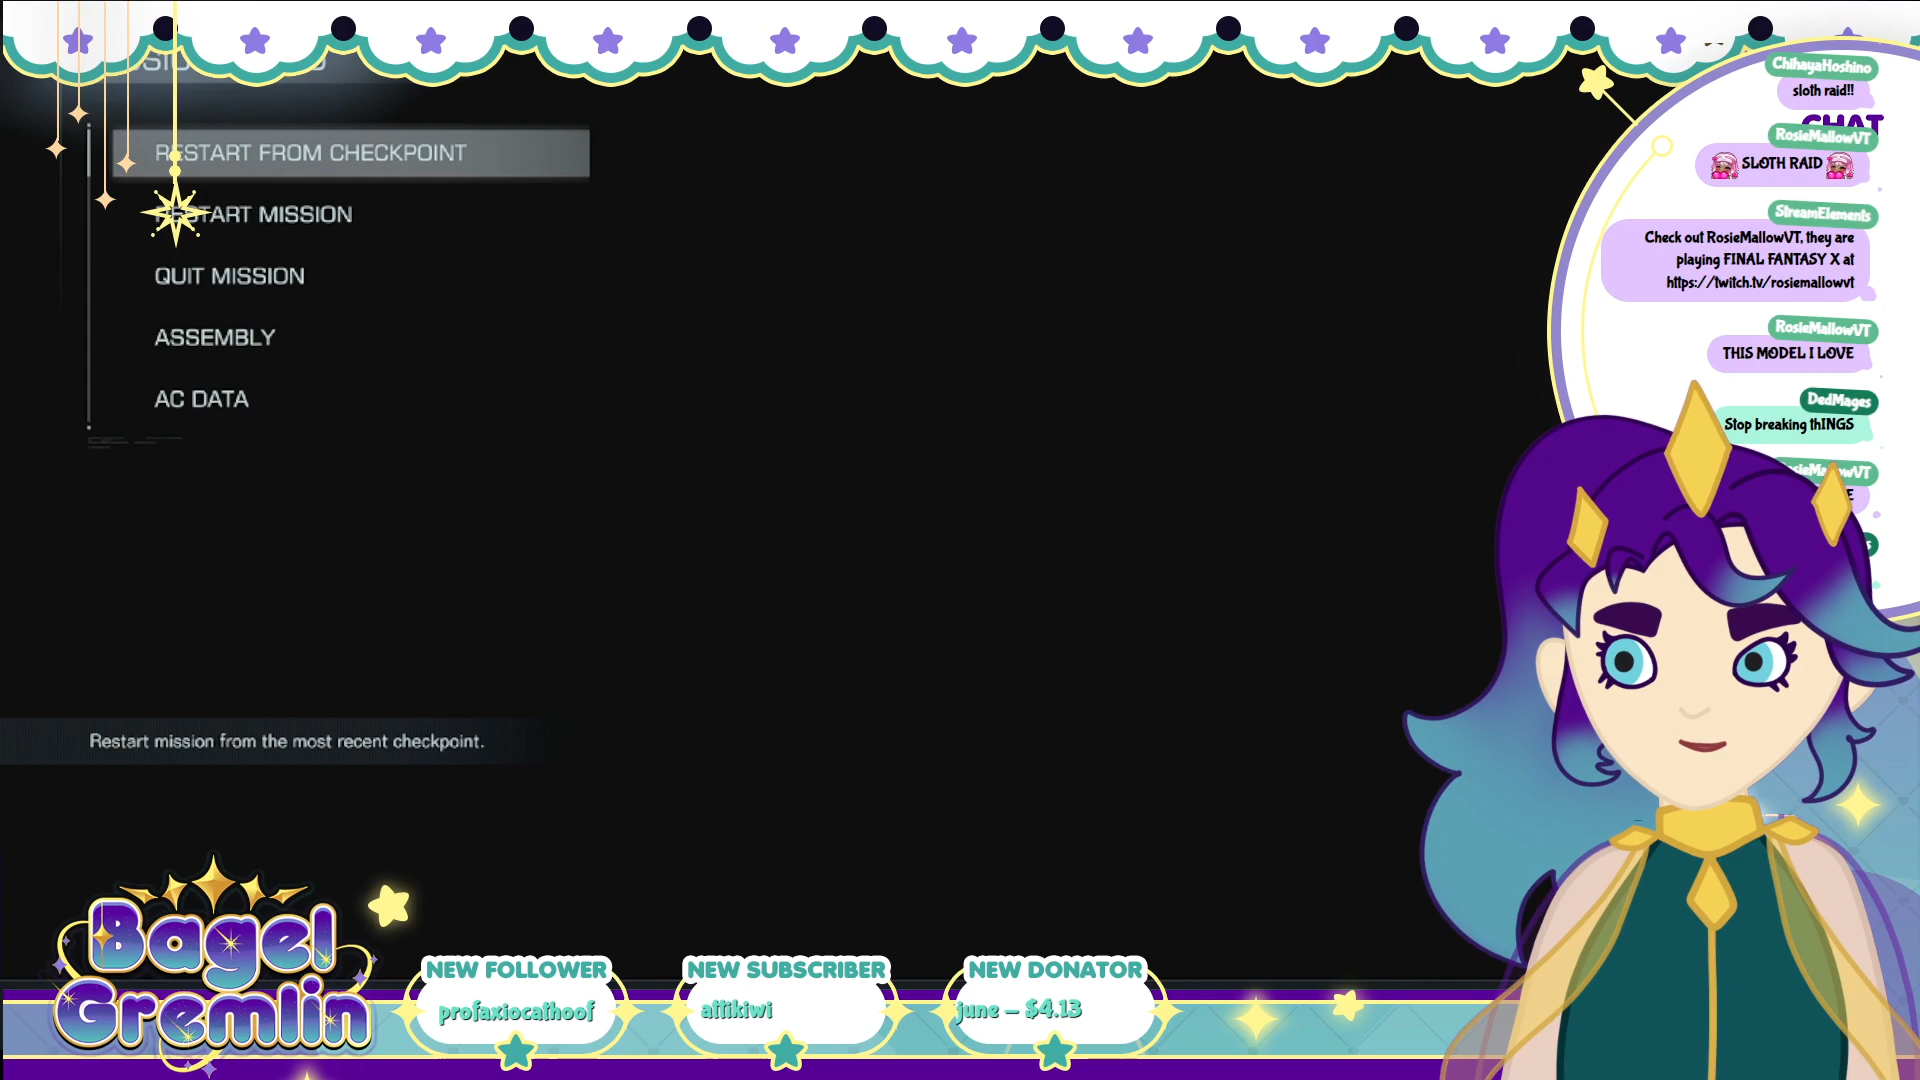 RESTART FROM CHECKPOINT
RESTART MISSION
QUIT MISSION
ASSEMBLY
AC DATA
Restart mission from the most recent checkpoint.
ChihayaHoshino
sloth raid!!
CHAT
RosieMallowVT
SLOTH RAID
StreamElements
Check out RosieMallowVT, they are
playing FINAL FANTASY X at
https://twitch.tv/rosiemallowvt
RosieMallowVT
THIS MODEL I LOVE
DedMages
Stop breaking thINGS
Bagel
Gremlin
NEW FOLLOWER
profaxiocathoof
NEW SUBSCRIBER
attikiwi
NEW DONATOR
june – $4.13